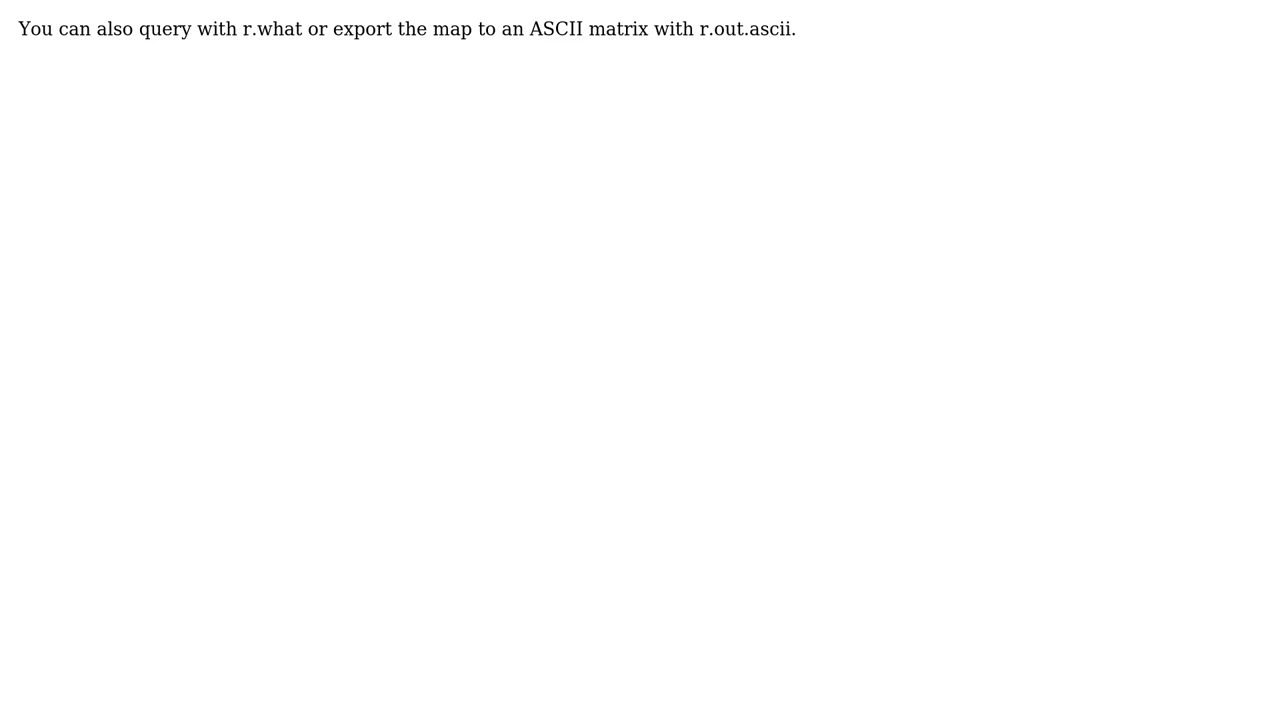 You can also query with r.what or export the map to an ASCII matrix with r.out.ascii.